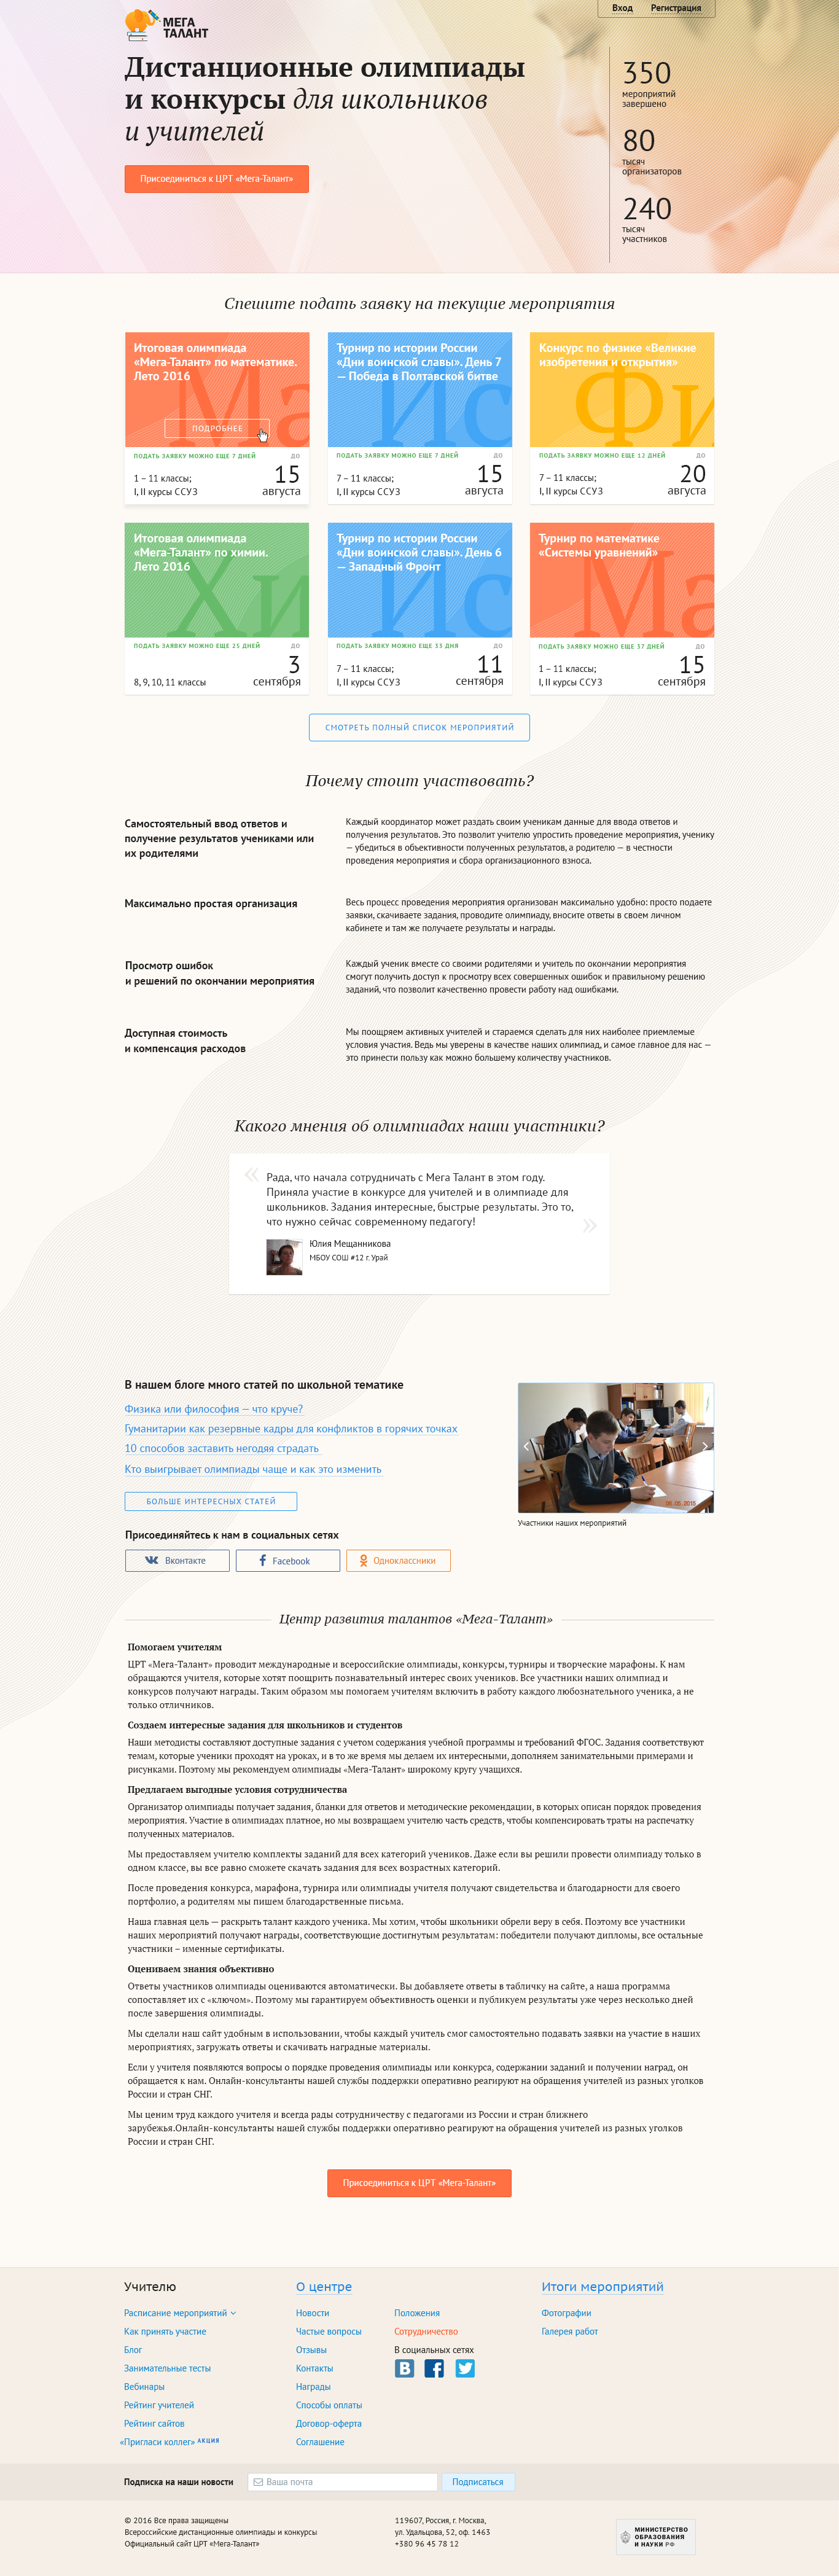 МЕГА
ТАЛАНТ
Вход Регистрация
Дистанционные олимпиады
и конкурсы для школьников
и учителей
Присоединиться к ЦРТ «Мега-Талант»
350
мероприятий
завершено
80
тысяч
организаторов
240
тысяч
участников
Спешите подать заявку на текущие мероприятия
Итоговая олимпиада
«Мега-Талант» по математике.
Лето 2016
Ма
ПОДРОБНЕЕ
ПОДАТЬ ЗАЯВКУ МОЖНО ЕЩЕ 7 ДНЕЙ
ДО
15
августа
1 – 11 классы;
I, II курсы ССУЗ
Турнир по истории России
«Дни воинской славы». День 7
— Победа в Полтавской битве
Ис
ПОДАТЬ ЗАЯВКУ МОЖНО ЕЩЕ 7 ДНЕЙ
ДО
15
августа
7 – 11 классы;
I, II курсы ССУЗ
Конкурс по физике «Великие
изобретения и открытия»
Фи
ПОДАТЬ ЗАЯВКУ МОЖНО ЕЩЕ 12 ДНЕЙ
ДО
20
августа
7 – 11 классы;
I, II курсы ССУЗ
Итоговая олимпиада
«Мега-Талант» по химии.
Лето 2016
Хи
ПОДАТЬ ЗАЯВКУ МОЖНО ЕЩЕ 25 ДНЕЙ
ДО
3
сентября
8, 9, 10, 11 классы
Турнир по истории России
«Дни воинской славы». День 6
— Западный Фронт
Ис
ПОДАТЬ ЗАЯВКУ МОЖНО ЕЩЕ 33 ДНЯ
ДО
11
сентября
7 – 11 классы;
I, II курсы ССУЗ
Турнир по математике
«Системы уравнений»
Ма
ПОДАТЬ ЗАЯВКУ МОЖНО ЕЩЕ 37 ДНЕЙ
ДО
15
сентября
1 – 11 классы;
I, II курсы ССУЗ
СМОТРЕТЬ ПОЛНЫЙ СПИСОК МЕРОПРИЯТИЙ
Почему стоит участвовать?
Самостоятельный ввод ответов и
получение результатов учениками или
их родителями
Каждый координатор может раздать своим ученикам данные для ввода ответов и
получения результатов. Это позволит учителю упростить проведение мероприятия, ученику
— убедиться в объективности полученных результатов, а родителю — в честности
проведения мероприятия и сбора организационного взноса.
Максимально простая организация
Весь процесс проведения мероприятия организован максимально удобно: просто подаете
заявки, скачиваете задания, проводите олимпиаду, вносите ответы в своем личном
кабинете и там же получаете результаты и награды.
Просмотр ошибок
и решений по окончании мероприятия
Каждый ученик вместе со своими родителями и учитель по окончании мероприятия
смогут получить доступ к просмотру всех совершенных ошибок и правильному решению
заданий, что позволит качественно провести работу над ошибками.
Доступная стоимость
и компенсация расходов
Мы поощряем активных учителей и стараемся сделать для них наиболее приемлемые
условия участия. Ведь мы уверены в качестве наших олимпиад, и самое главное для нас —
это принести пользу как можно большему количеству участников.
Какого мнения об олимпиадах наши участники?
«
Рада, что начала сотрудничать с Мега Талант в этом году.
Приняла участие в конкурсе для учителей и в олимпиаде для
школьников. Задания интересные, быстрые результаты. Это то,
что нужно сейчас современному педагогу!
»
Юлия Мещанникова
МБОУ СОШ #12 г. Урай
В нашем блоге много статей по школьной тематике
Физика или философия — что круче?
Гуманитарии как резервные кадры для конфликтов в горячих точках
10 способов заставить негодяя страдать
Кто выигрывает олимпиады чаще и как это изменить
БОЛЬШЕ ИНТЕРЕСНЫХ СТАТЕЙ
Участники наших мероприятий
Присоединяйтесь к нам в социальных сетях
Вконтакте
Facebook
Одноклассники
Центр развития талантов «Мега-Талант»
Помогаем учителям
ЦРТ «Мега-Талант» проводит международные и всероссийские олимпиады, конкурсы, турниры и творческие марафоны. К нам
обращаются учителя, которые хотят поощрить познавательный интерес своих учеников. Все участники наших олимпиад и
конкурсов получают награды. Таким образом мы помогаем учителям включить в работу каждого любознательного ученика, а не
только отличников.
Создаем интересные задания для школьников и студентов
Наши методисты составляют доступные задания с учетом содержания учебной программы и требований ФГОС. Задания соответствуют
темам, которые ученики проходят на уроках, и в то же время мы делаем их интересными, дополняем занимательными примерами и
рисунками. Поэтому мы рекомендуем олимпиады «Мега-Талант» широкому кругу учащихся.
Предлагаем выгодные условия сотрудничества
Организатор олимпиады получает задания, бланки для ответов и методические рекомендации, в которых описан порядок проведения
мероприятия. Участие в олимпиадах платное, но мы возвращаем учителю часть средств, чтобы компенсировать траты на распечатку
полученных материалов.
Мы предоставляем учителю комплекты заданий для всех категорий учеников. Даже если вы решили провести олимпиаду только в
одном классе, вы все равно сможете скачать задания для всех возрастных категорий.
После проведения конкурса, марафона, турнира или олимпиады учителя получают свидетельства и благодарности для своего
портфолио, а родителям мы пишем благодарственные письма.
Наша главная цель — раскрыть талант каждого ученика. Мы хотим, чтобы школьники обрели веру в себя. Поэтому все участники
наших мероприятий получают награды, соответствующие достигнутым результатам: победители получают дипломы, все остальные
участники – именные сертификаты.
Оцениваем знания объективно
Ответы участников олимпиады оцениваются автоматически. Вы добавляете ответы в табличку на сайте, а наша программа
сопоставляет их с «ключом». Поэтому мы гарантируем объективность оценки и публикуем результаты уже через несколько дней
после завершения олимпиады.
Мы сделали наш сайт удобным в использовании, чтобы каждый учитель смог самостоятельно подавать заявки на участие в наших
мероприятиях, загружать ответы и скачивать наградные материалы.
Если у учителя появляются вопросы о порядке проведения олимпиады или конкурса, содержании заданий и получении наград, он
обращается к нам. Онлайн-консультанты нашей службы поддержки оперативно реагируют на обращения учителей из разных уголков
России и стран СНГ.
Мы ценим труд каждого учителя и всегда рады сотрудничеству с педагогами из России и стран ближнего
зарубежья.Онлайн-консультанты нашей службы поддержки оперативно реагируют на обращения учителей из разных уголков
России и стран СНГ.
Присоединиться к ЦРТ «Мега-Талант»
Учителю
Расписание мероприятий
Как принять участие
Блог
Занимательные тесты
Вебинары
Рейтинг учителей
Рейтинг сайтов
«Пригласи коллег» АКЦИЯ
О центре
Новости
Частые вопросы
Отзывы
Контакты
Награды
Способы оплаты
Договор-оферта
Соглашение
Положения
Сотрудничество
В социальных сетях
Итоги мероприятий
Фотографии
Галерея работ
Подписка на наши новости
Ваша почта
Подписаться
© 2016 Все права защищены
Всероссийские дистанционные олимпиады и конкурсы
Официальный сайт ЦРТ «Мега-Талант»
117607, Россия, г. Москва,
ул. Удальцова, 52, оф. 1463
+380 96 45 78 12
МИНИСТЕРСТВО
ОБРАЗОВАНИЯ
И НАУКИ РФ